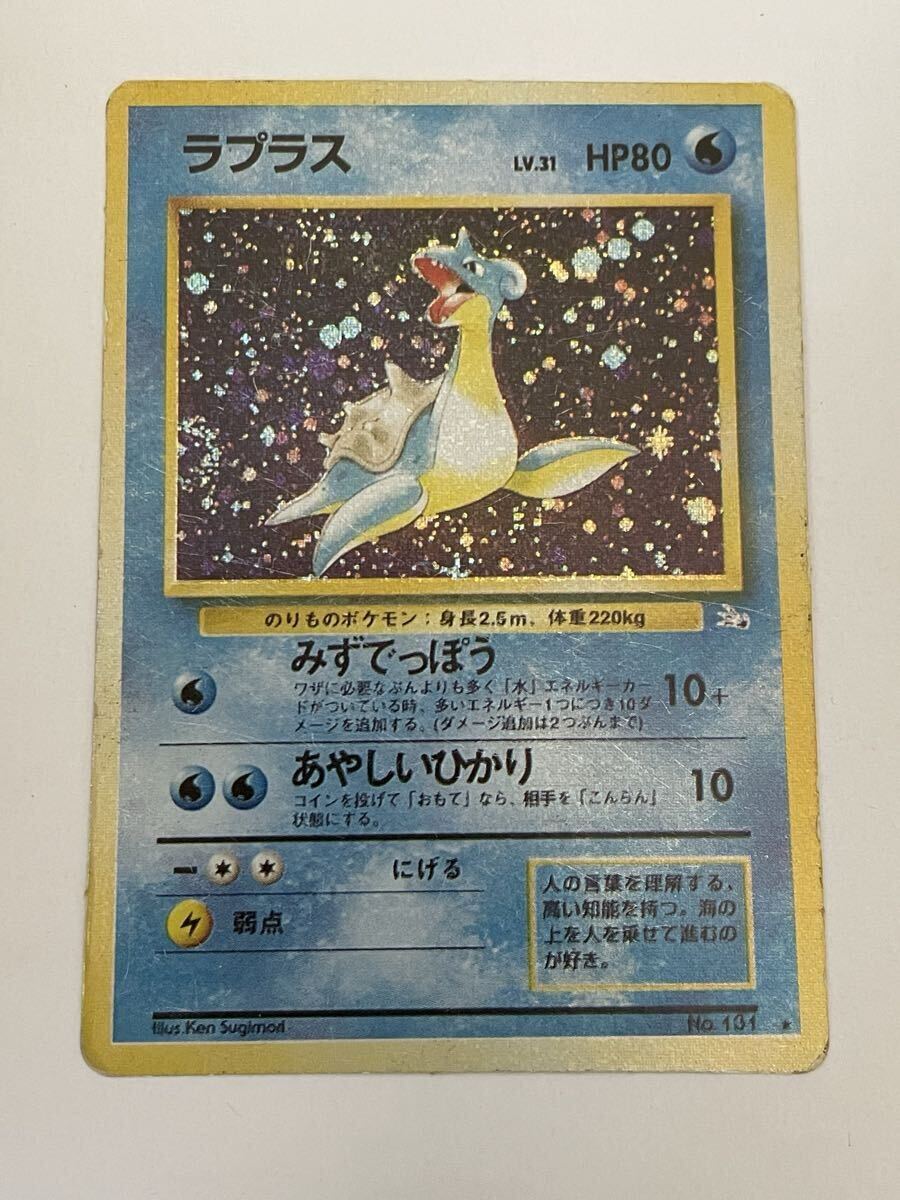 ラプラス LV.31 HP80
のりものポケモン：身長2.5m、体重220kg
みずでっぽう
ワザに必要なぶんよりも多く「水」エネルギーカー
ドがついている時、多いエネルギー1つにつき10ダ
メージを追加する。(ダメージ追加は2つぶんまで)
10+
あやしいひかり
コインを投げて「おもて」なら、相手を「こんらん」
状態にする。
10
にげる
弱点
人の言葉を理解する、
高い知能を持つ。海の
上を人を乗せて進むの
が好き。
Illus. Ken Sugimori
No. 131 ★